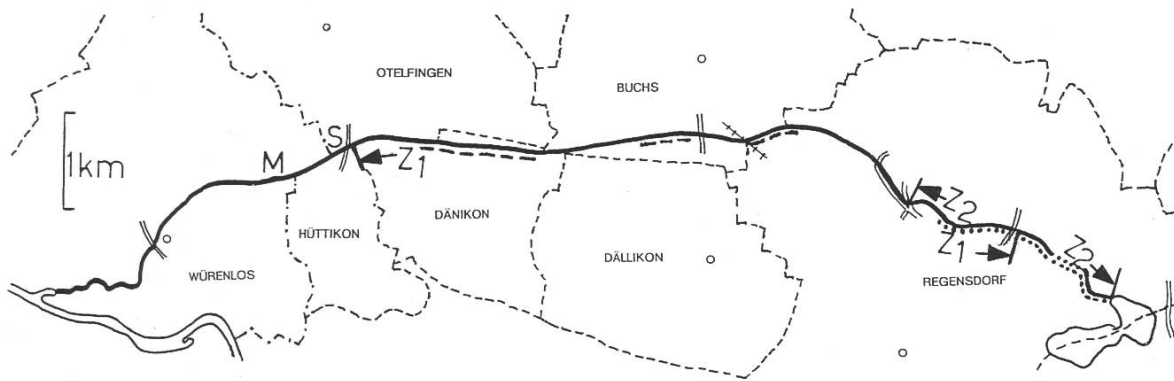 OTELFINGEN
BUCHS
1km
M
S
Z1
Z2
Z1
Z2
HÜTTIKON
DÄNIKON
DÄLLIKON
WÜRENLOS
REGENSDORF